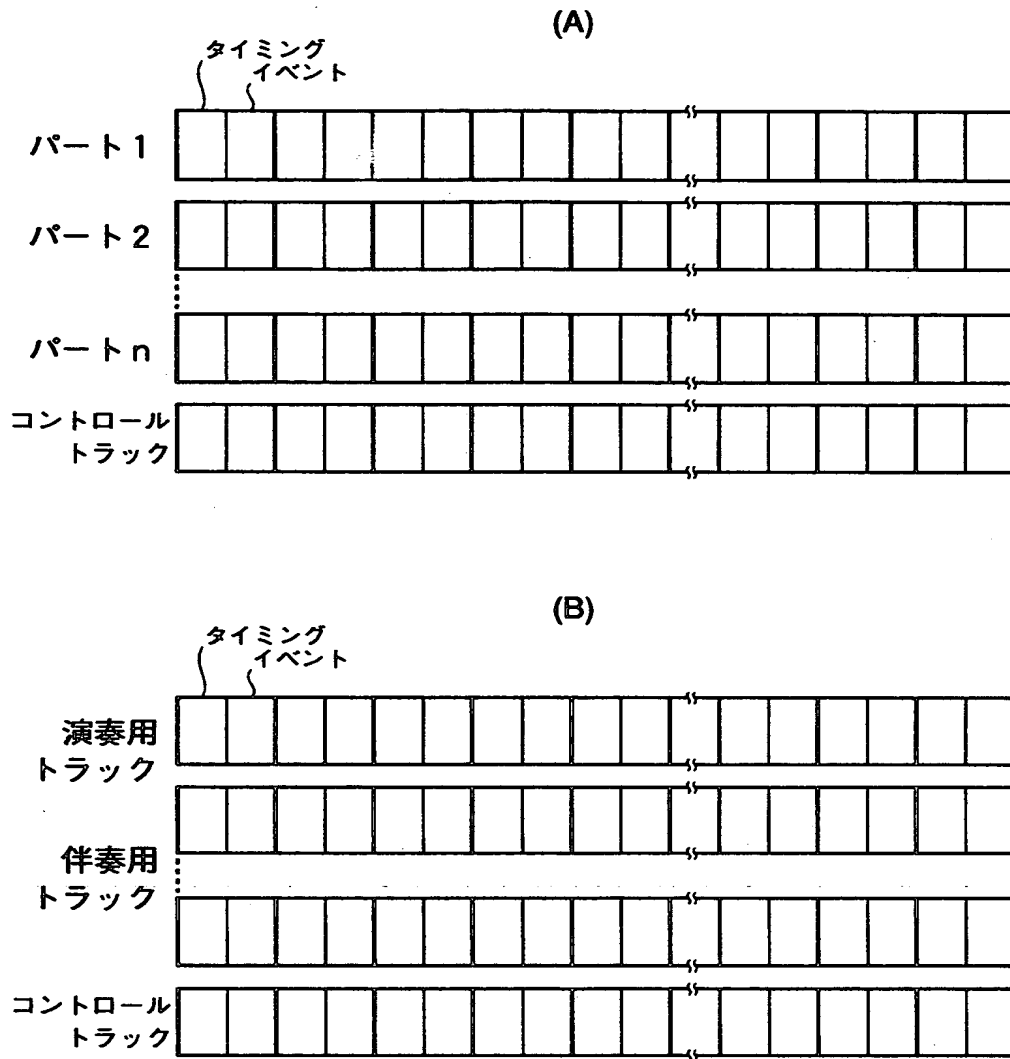 (A)
タイミング
イベント
パート1
パート2
パートn
コントロール
トラック
(B)
タイミング
イベント
演奏用
トラック
伴奏用
トラック
コントロール
トラック